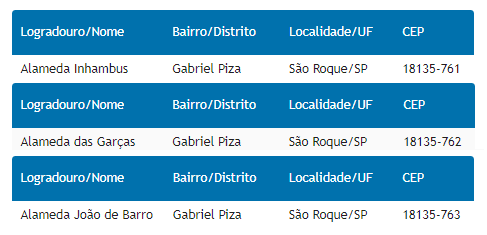 Logradouro/Nome Bairro/Distrito Localidade/UF CEP
Alameda Inhambus Gabriel Piza São Roque/SP 18135-761
Logradouro/Nome Bairro/Distrito Localidade/UF CEP
Alameda das Garças Gabriel Piza São Roque/SP 18135-762
Logradouro/Nome Bairro/Distrito Localidade/UF CEP
Alameda João de Barro Gabriel Piza São Roque/SP 18135-763